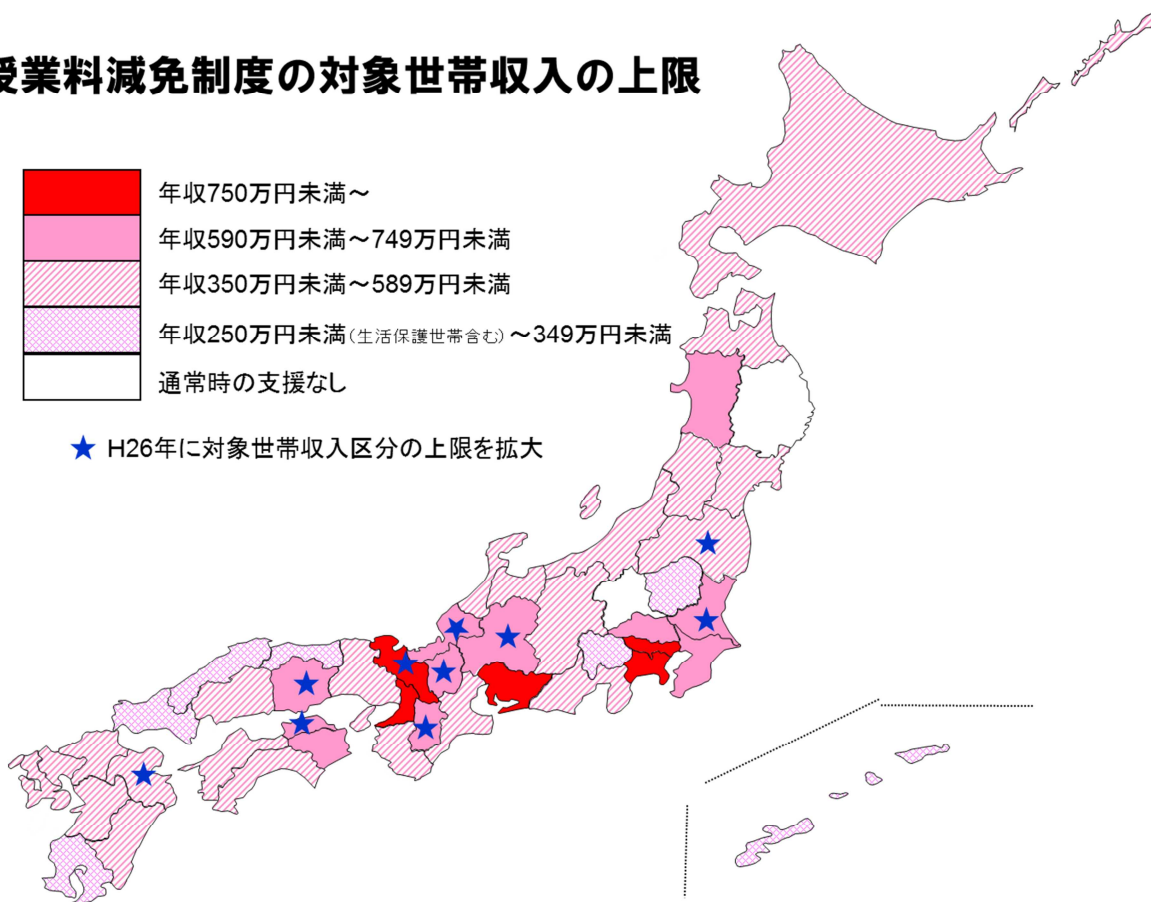 授業料減免制度の対象世帯収入の上限
年収750万円未満～
年収590万円未満～749万円未満
年収350万円未満～589万円未満
年収250万円未満(生活保護世帯含む)～349万円未満
通常時の支援なし
★ H26年に対象世帯収入区分の上限を拡大